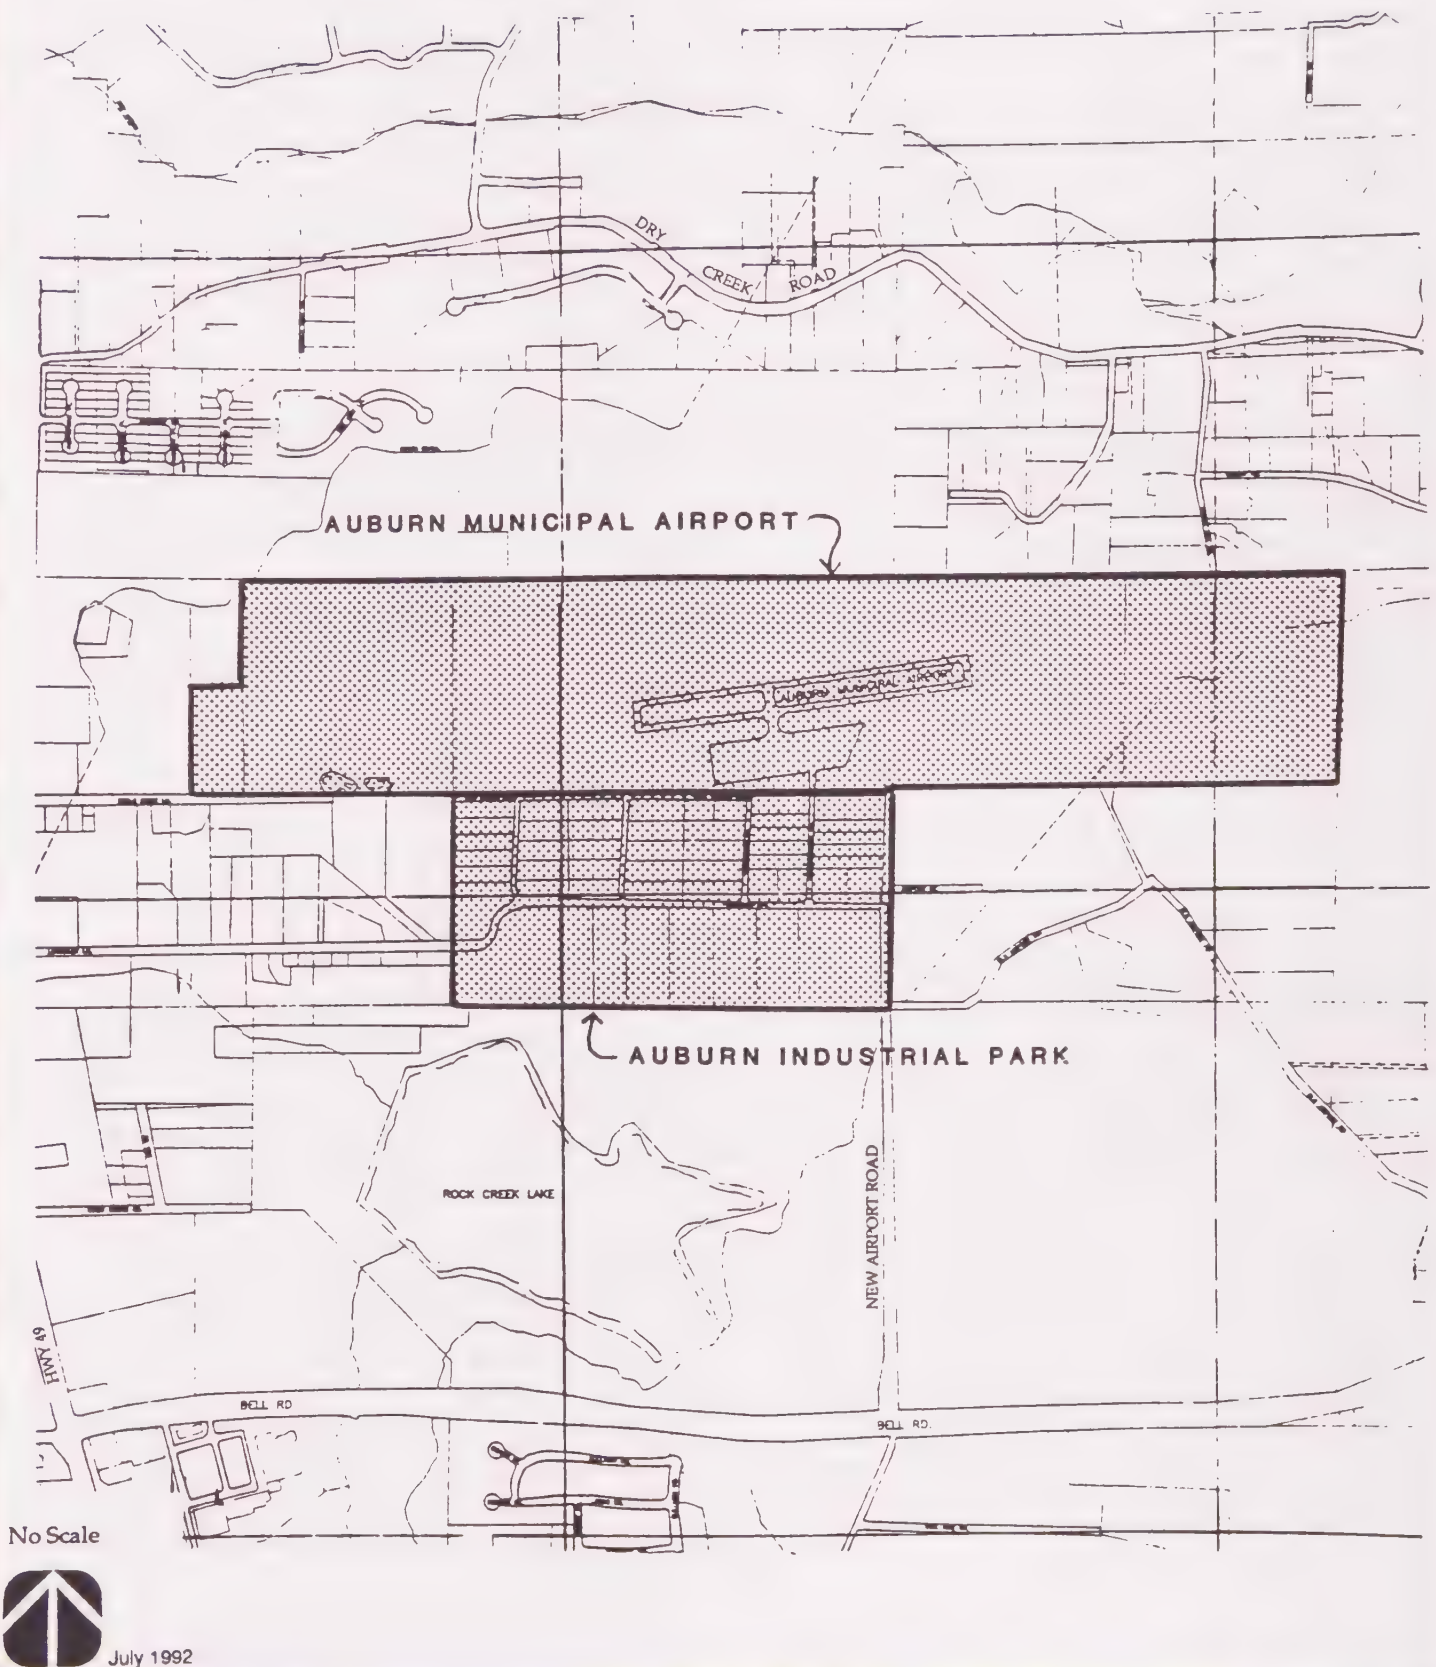 DRY
CREEK
ROAD
AUBURN MUNICIPAL AIRPORT
AUBURN MUNICIPAL AIRPORT
AUBURN INDUSTRIAL PARK
ROCK CREEK LAKE
NEW AIRPORT ROAD
HWY 49
BELL RD
BELL RD.
No Scale
July 1992